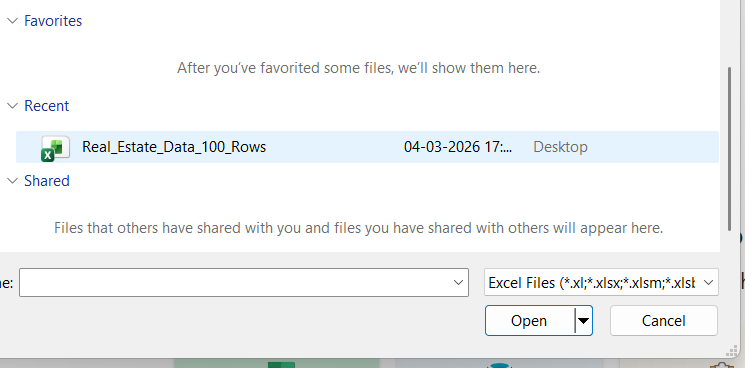 Favorites
After you've favorited some files, we'll show them here.
Recent
Real_Estate_Data_100_Rows 04-03-2026 17:... Desktop
Shared
Files that others have shared with you and files you have shared with others will appear here.
Excel Files (*.xl;*.xlsx;*.xlsm;*.xlsb
Open Cancel